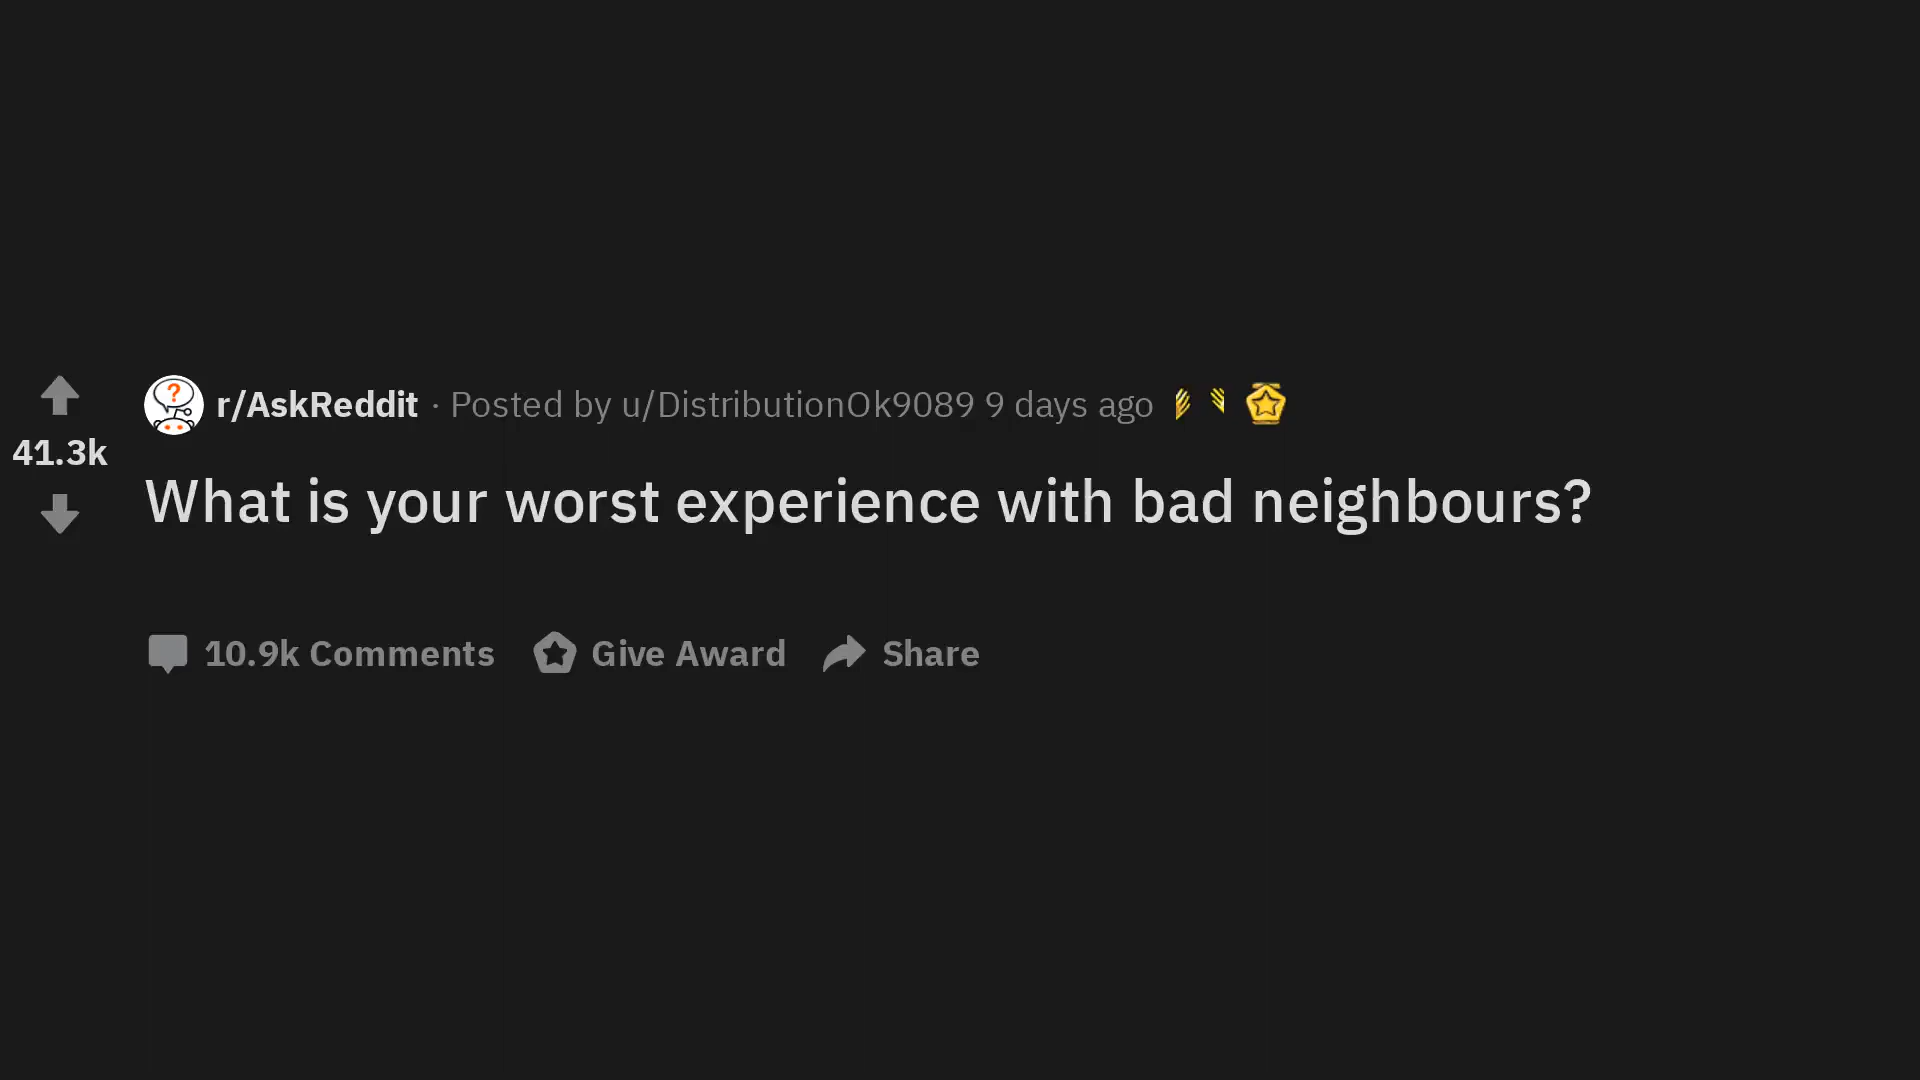 r/AskReddit · Posted by u/DistributionOk9089 9 days ago
41.3k
What is your worst experience with bad neighbours?
10.9k Comments Give Award Share